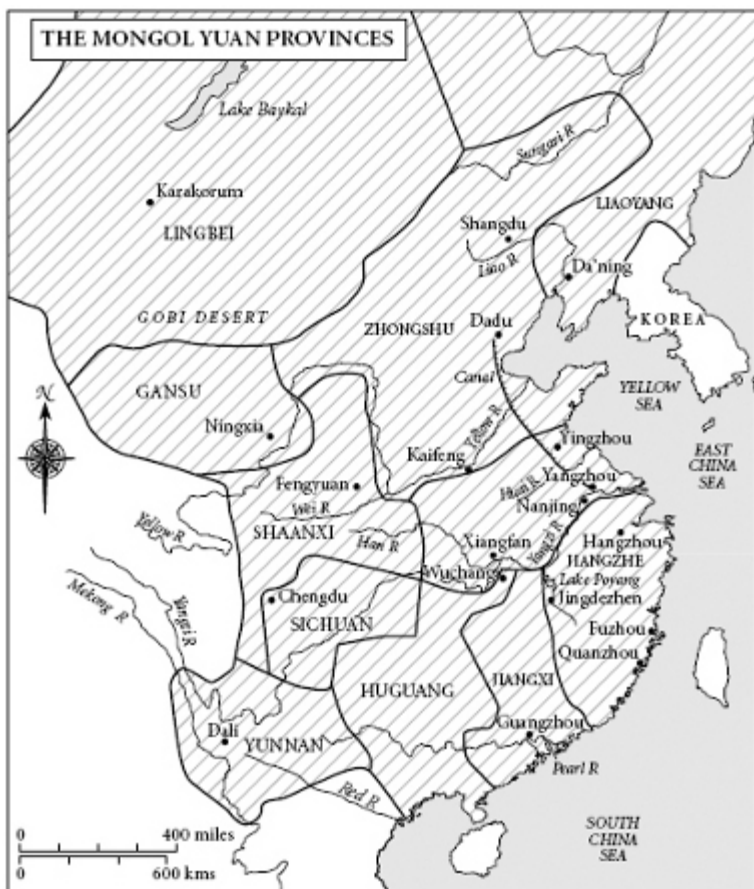 THE MONGOL YUAN PROVINCES
Lake Baykal
Sungari R
Karakorum
LIAOYANG
LINGBEI
Shangdu
Liao R
Da'ning
GOBI DESERT
ZHONGSHU
Dadu
KOREA
GANSU
Canal
YELLOW
SEA
N
Ningxia
Yellow R
Yingzhou
EAST
CHINA
SEA
Kaifeng
Fengyuan
Huan R
Yangzhou
Wei R
Nanjing
SHAANXI
Yellow R
Han R
Yangzi R
Hangzhou
Xiangfan
JIANGZHE
Wuchang
Lake Poyang
Mekong R
Yangzi R
Chengdu
Jingdezhen
SICHUAN
Fuzhou
Quanzhou
HUGUANG
JIANGXI
Dali
YUNNAN
Guangzhou
Pearl R
Red R
0 400 miles
0 600 kms
SOUTH
CHINA
SEA